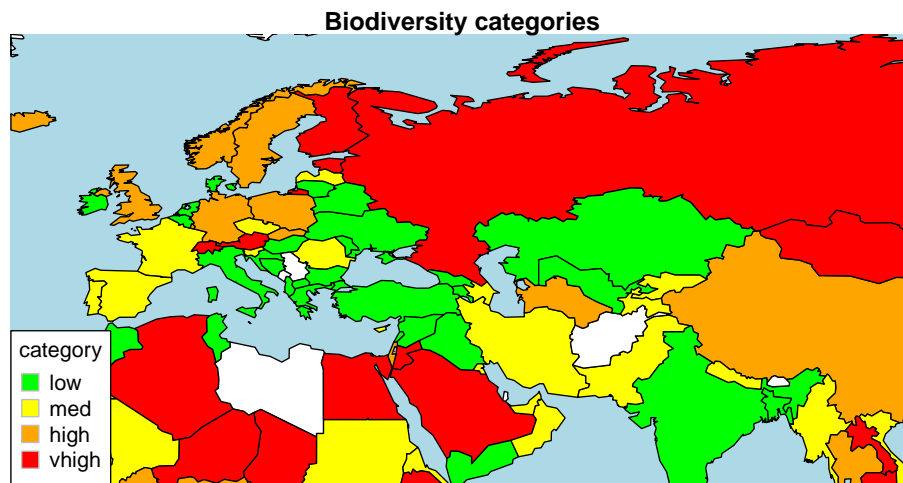 Biodiversity categories
category
low
med
high
vhigh